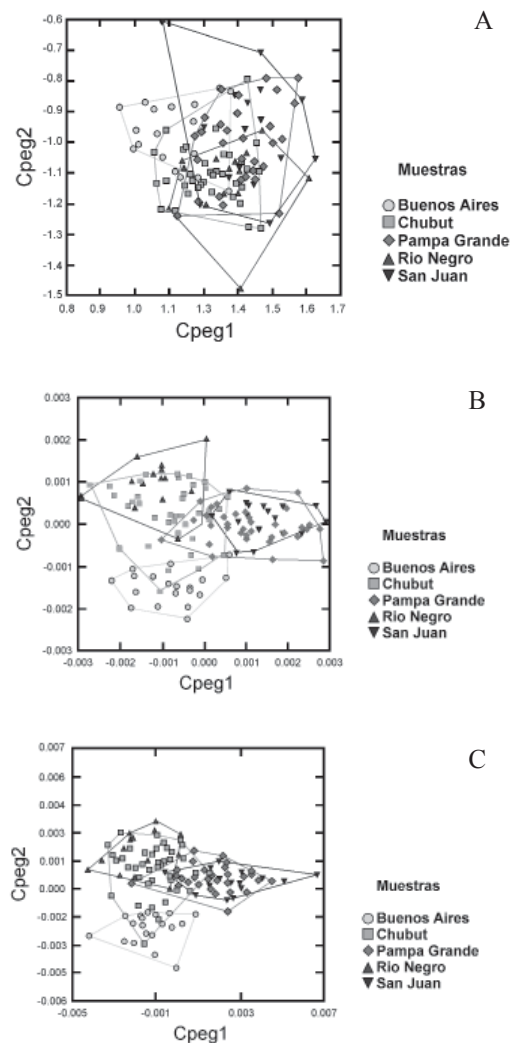 A
-0.6
-0.7
-0.8
-0.9
-1.0
-1.1
-1.2
-1.3
-1.4
-1.5
Cpeg2
0.8 0.9 1.0 1.1 1.2 1.3 1.4 1.5 1.6 1.7
Cpeg1
Muestras
Buenos Aires
Chubut
Pampa Grande
Rio Negro
San Juan
B
0.003
0.002
0.001
0.000
-0.001
-0.002
-0.003
Cpeg2
-0.003 -0.002 -0.001 0.000 0.001 0.002 0.003
Cpeg1
Muestras
Buenos Aires
Chubut
Pampa Grande
Rio Negro
San Juan
C
0.007
0.006
0.004
0.003
0.001
0.000
-0.002
-0.003
-0.005
-0.006
Cpeg2
-0.005 -0.001 0.003 0.007
Cpeg1
Muestras
Buenos Aires
Chubut
Pampa Grande
Rio Negro
San Juan